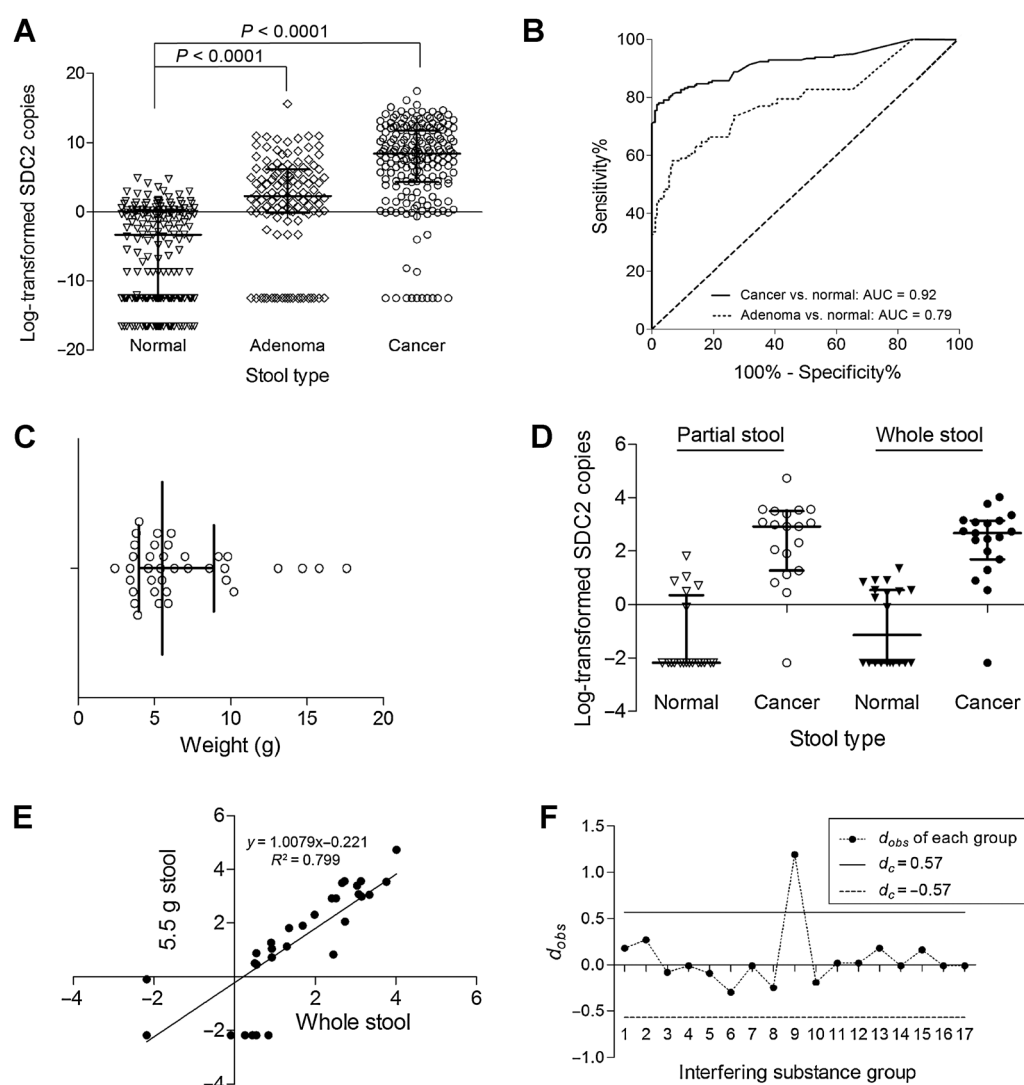 A
P < 0.0001
P < 0.0001
20
10
0
−10
−20
Log-transformed SDC2 copies
Normal
Adenoma
Cancer
Stool type
B
100
80
60
40
20
0
Sensitivity%
Cancer vs. normal: AUC = 0.92
Adenoma vs. normal: AUC = 0.79
0
20
40
60
80
100
100% - Specificity%
C
0
5
10
15
20
Weight (g)
D
Partial stool
Whole stool
6
4
2
0
−2
−4
Log-transformed SDC2 copies
Normal
Cancer
Normal
Cancer
Stool type
E
y = 1.0079x−0.221
R² = 0.799
5.5 g stool
6
4
2
−2
−4
−4
−2
2
4
6
Whole stool
F
dobs of each group
dc = 0.57
dc = −0.57
1.5
1.0
0.5
0.0
−0.5
−1.0
dobs
1 2 3 4 5 6 7 8 9 10 11 12 13 14 15 16 17
Interfering substance group